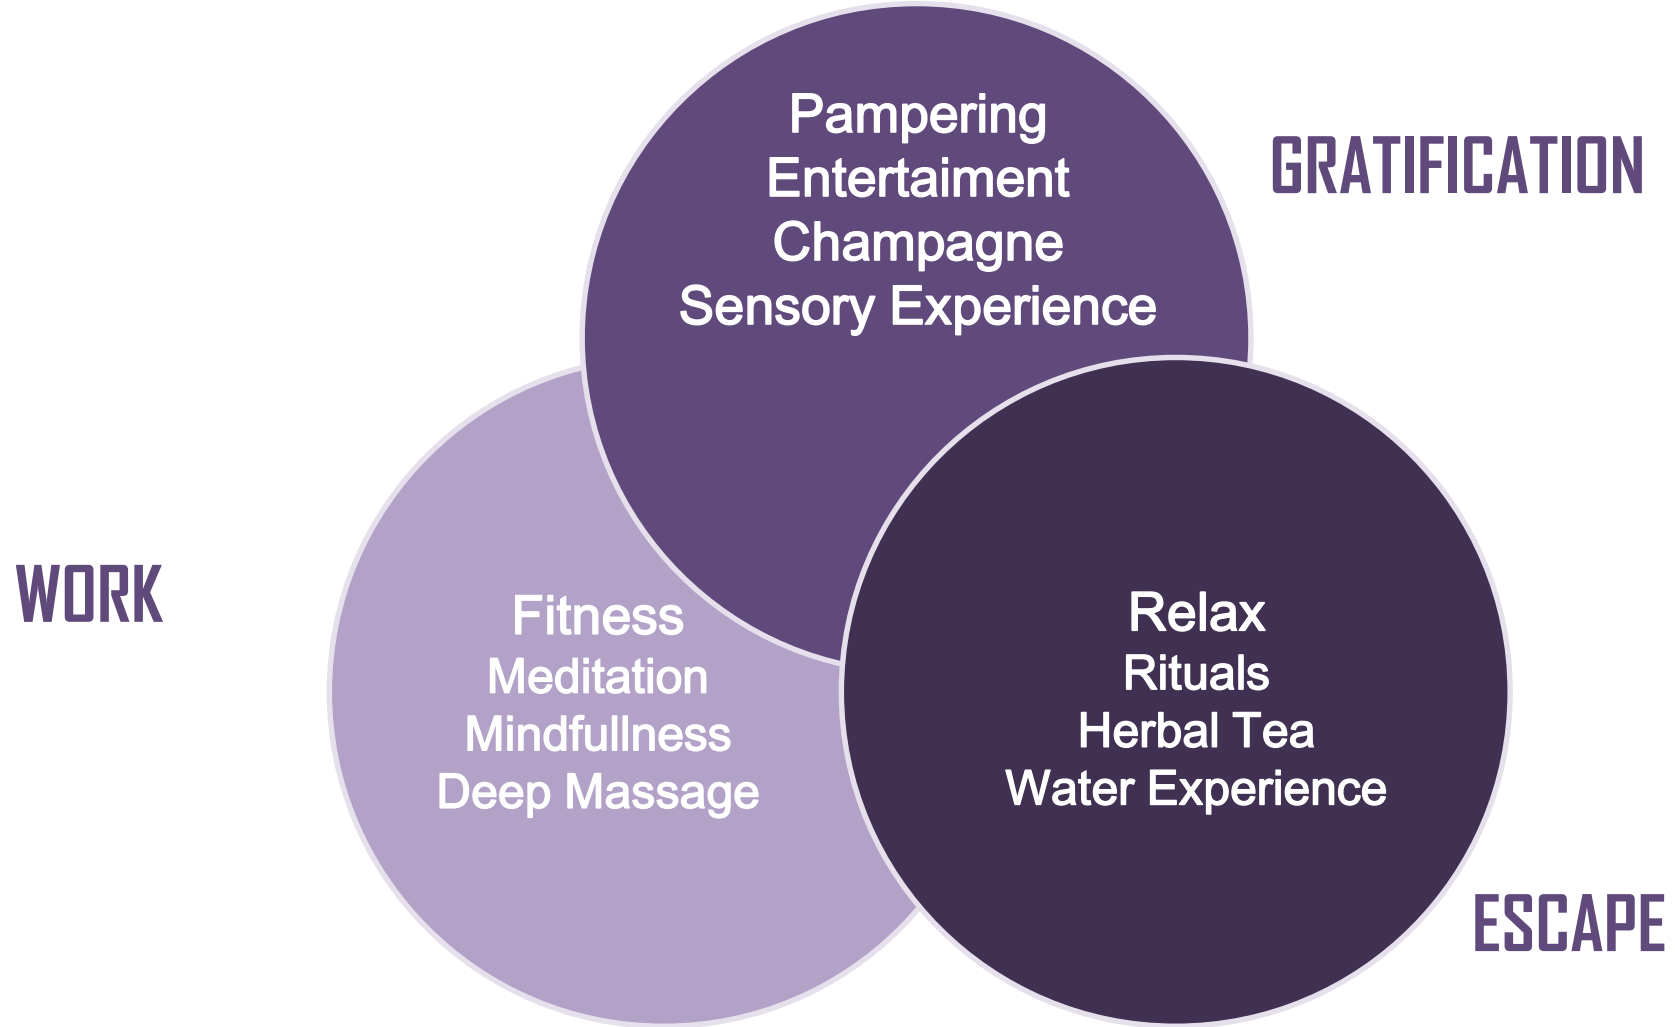 Pampering
Entertaiment
Champagne
Sensory Experience
GRATIFICATION
WORK
Fitness
Meditation
Mindfullness
Deep Massage
Relax
Rituals
Herbal Tea
Water Experience
ESCAPE